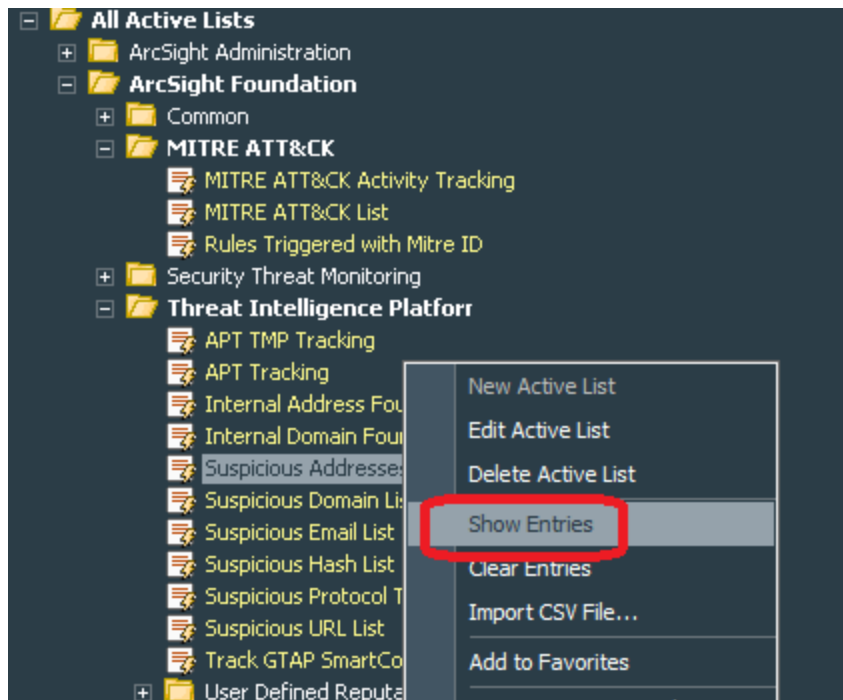 All Active Lists
ArcSight Administration
ArcSight Foundation
Common
MITRE ATT&CK
MITRE ATT&CK Activity Tracking
MITRE ATT&CK List
Rules Triggered with Mitre ID
Security Threat Monitoring
Threat Intelligence Platfor
APT TMP Tracking
APT Tracking
Internal Address Fou
Internal Domain Four
Suspicious Addresses
Suspicious Domain Li
Suspicious Email List
Suspicious Hash List
Suspicious Protocol T
Suspicious URL List
Track GTAP SmartCo
User Defined Reputa
New Active List
Edit Active List
Delete Active List
Show Entries
Clear Entries
Import CSV File...
Add to Favorites